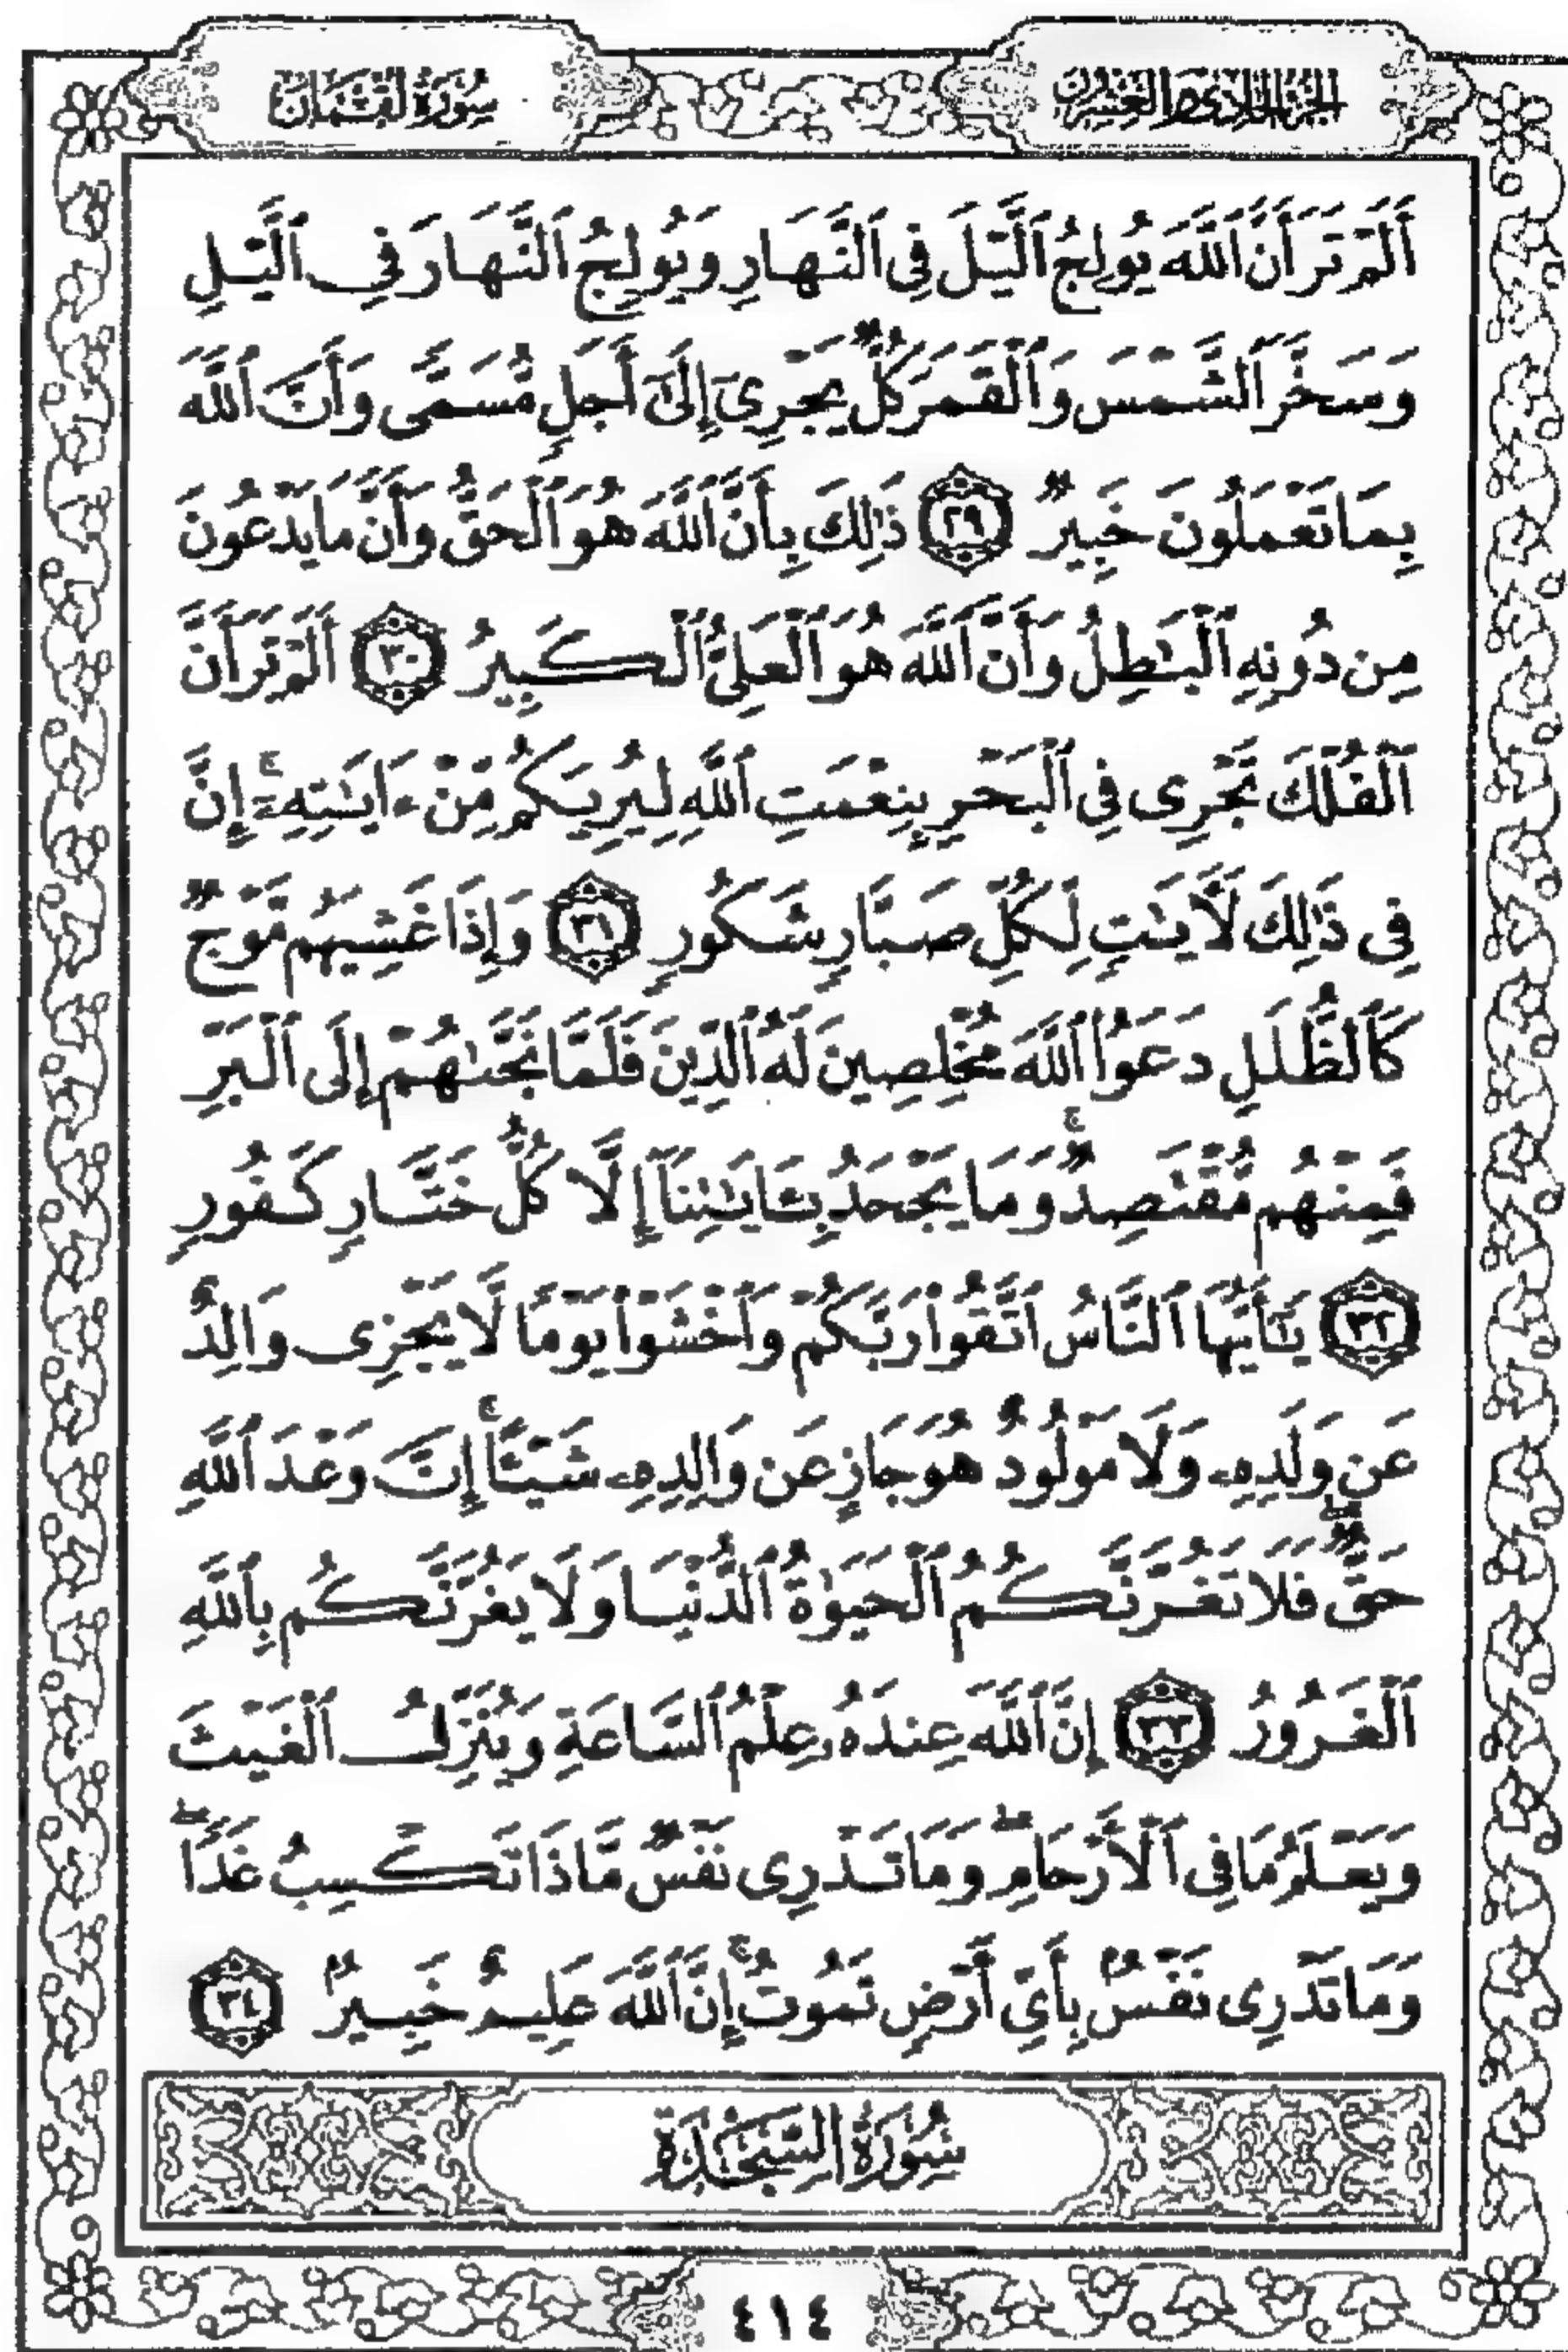 الجزء الحادي والعشرون
سُورَةُ لُقْمَان
أَلَمْ تَرَ أَنَّ ٱللَّهَ يُولِجُ ٱلَّيْلَ فِى ٱلنَّهَارِ وَيُولِجُ ٱلنَّهَارَ فِى ٱلَّيْلِ
وَسَخَّرَ ٱلشَّمْسَ وَٱلْقَمَرَ كُلٌّ يَجْرِىٓ إِلَىٰٓ أَجَلٍ مُّسَمًّى وَأَنَّ ٱللَّهَ
بِمَا تَعْمَلُونَ خَبِيرٌ ٢٩ ذَٰلِكَ بِأَنَّ ٱللَّهَ هُوَ ٱلْحَقُّ وَأَنَّ مَا يَدْعُونَ
مِن دُونِهِ ٱلْبَٰطِلُ وَأَنَّ ٱللَّهَ هُوَ ٱلْعَلِىُّ ٱلْكَبِيرُ ٣٠ أَلَمْ تَرَ أَنَّ
ٱلْفُلْكَ تَجْرِى فِى ٱلْبَحْرِ بِنِعْمَتِ ٱللَّهِ لِيُرِيَكُم مِّنْ ءَايَٰتِهِۦٓ ۚ إِنَّ
فِى ذَٰلِكَ لَأَيَٰتٍ لِّكُلِّ صَبَّارٍ شَكُورٍ ٣١ وَإِذَا غَشِيَهُم مَّوْجٌ
كَٱلظُّلَلِ دَعَوُا۟ ٱللَّهَ مُخْلِصِينَ لَهُ ٱلدِّينَ فَلَمَّا نَجَّىٰهُمْ إِلَى ٱلْبَرِّ
فَمِنْهُم مُّقْتَصِدٌ ۚ وَمَا يَجْحَدُ بِـَٔايَٰتِنَآ إِلَّا كُلُّ خَتَّارٍ كَفُورٍ
٣٢ يَٰٓأَيُّهَا ٱلنَّاسُ ٱتَّقُوا۟ رَبَّكُمْ وَٱخْشَوْا۟ يَوْمًا لَّا يَجْزِى وَالِدٌ
عَن وَلَدِهِۦ وَلَا مَوْلُودٌ هُوَ جَازٍ عَن وَالِدِهِۦ شَيْـًٔا ۚ إِنَّ وَعْدَ ٱللَّهِ
حَقٌّ ۖ فَلَا تَغُرَّنَّكُمُ ٱلْحَيَوٰةُ ٱلدُّنْيَا وَلَا يَغُرَّنَّكُم بِٱللَّهِ
ٱلْغَرُورُ ٣٣ إِنَّ ٱللَّهَ عِندَهُۥ عِلْمُ ٱلسَّاعَةِ وَيُنَزِّلُ ٱلْغَيْثَ
وَيَعْلَمُ مَا فِى ٱلْأَرْحَامِ ۖ وَمَا تَدْرِى نَفْسٌ مَّاذَا تَكْسِبُ غَدًا ۖ
وَمَا تَدْرِى نَفْسٌۢ بِأَىِّ أَرْضٍ تَمُوتُ ۚ إِنَّ ٱللَّهَ عَلِيمٌ خَبِيرٌۢ ٣٤
سُورَةُ السَّجْدَةِ
٤١٤